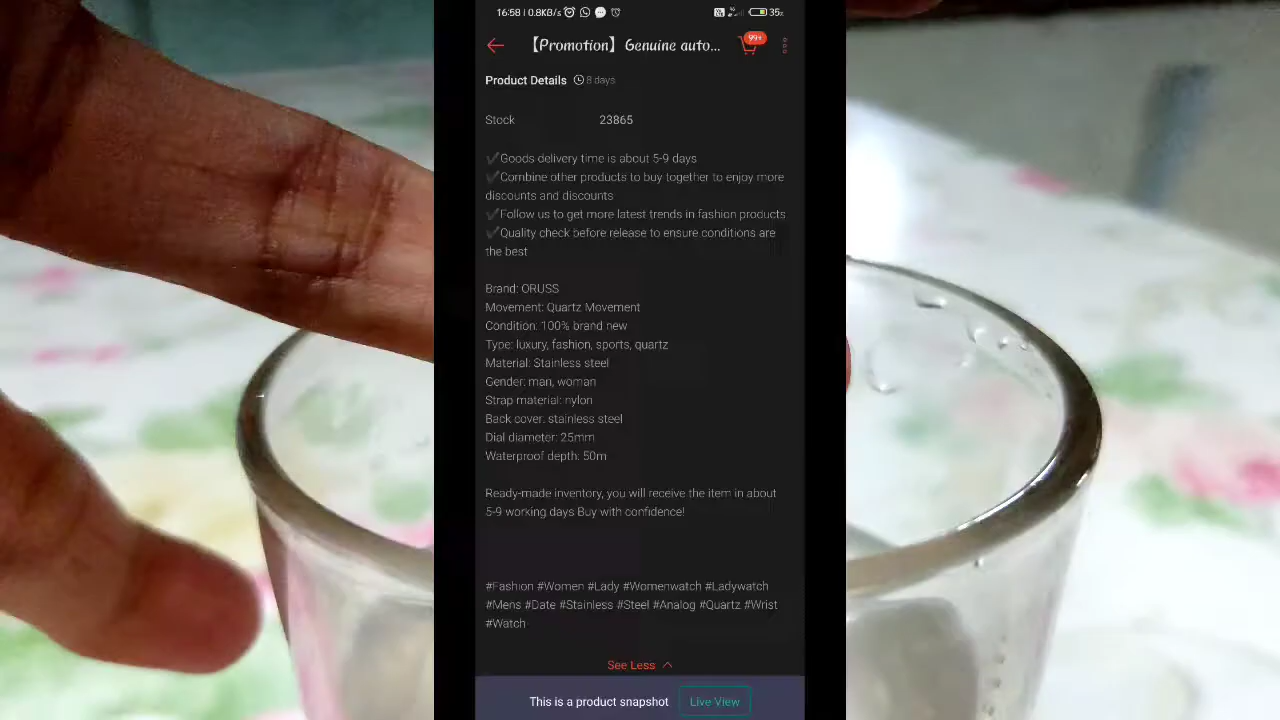 16:58 | 0.8KB/s 35%
【Promotion】Genuine auto... 99+
Product Details 8 days
Stock 23865
✔Goods delivery time is about 5-9 days
✔Combine other products to buy together to enjoy more
discounts and discounts
✔Follow us to get more latest trends in fashion products
✔Quality check before release to ensure conditions are
the best
Brand: ORUSS
Movement: Quartz Movement
Condition: 100% brand new
Type: luxury, fashion, sports, quartz
Material: Stainless steel
Gender: man, woman
Strap material: nylon
Back cover: stainless steel
Dial diameter: 25mm
Waterproof depth: 50m
Ready-made inventory, you will receive the item in about
5-9 working days Buy with confidence!
#Fashion #Women #Lady #Womenwatch #Ladywatch
#Mens #Date #Stainless #Steel #Analog #Quartz #Wrist
#Watch
See Less
This is a product snapshot Live View